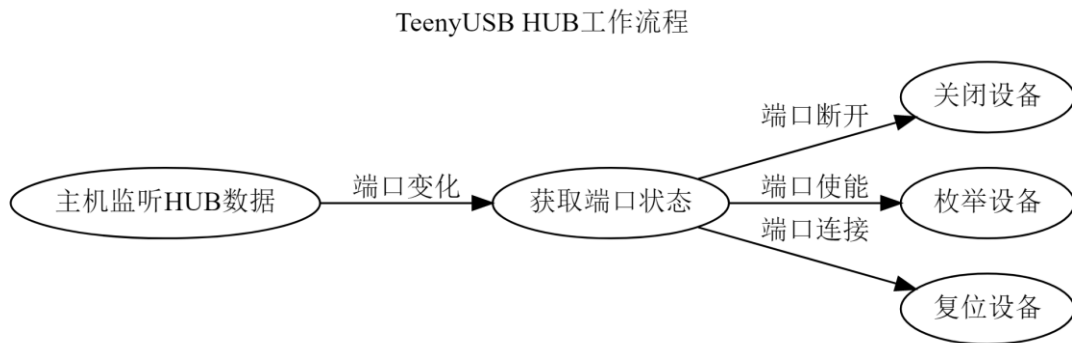 TeenyUSB HUB工作流程
主机监听HUB数据
端口变化
获取端口状态
端口断开
关闭设备
端口使能
枚举设备
端口连接
复位设备